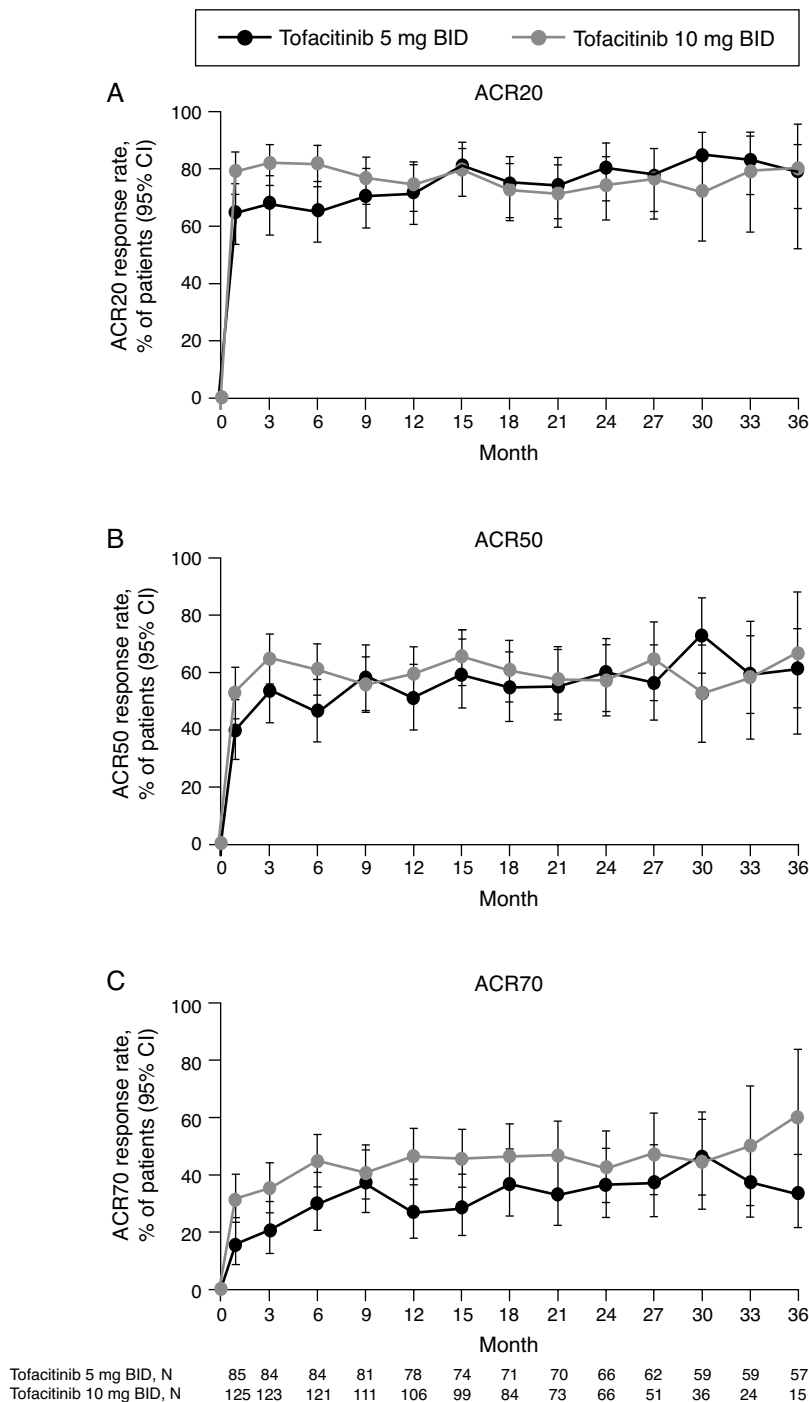 Tofacitinib 5 mg BID Tofacitinib 10 mg BID
A
ACR20
ACR20 response rate,
% of patients (95% CI)
100
80
60
40
20
0
0 3 6 9 12 15 18 21 24 27 30 33 36
Month
B
ACR50
ACR50 response rate,
% of patients (95% CI)
100
80
60
40
20
0
0 3 6 9 12 15 18 21 24 27 30 33 36
Month
C
ACR70
ACR70 response rate,
% of patients (95% CI)
100
80
60
40
20
0
0 3 6 9 12 15 18 21 24 27 30 33 36
Month
Tofacitinib 5 mg BID, N 85 84 84 81 78 74 71 70 66 62 59 59 57
Tofacitinib 10 mg BID, N 125 123 121 111 106 99 84 73 66 51 36 24 15